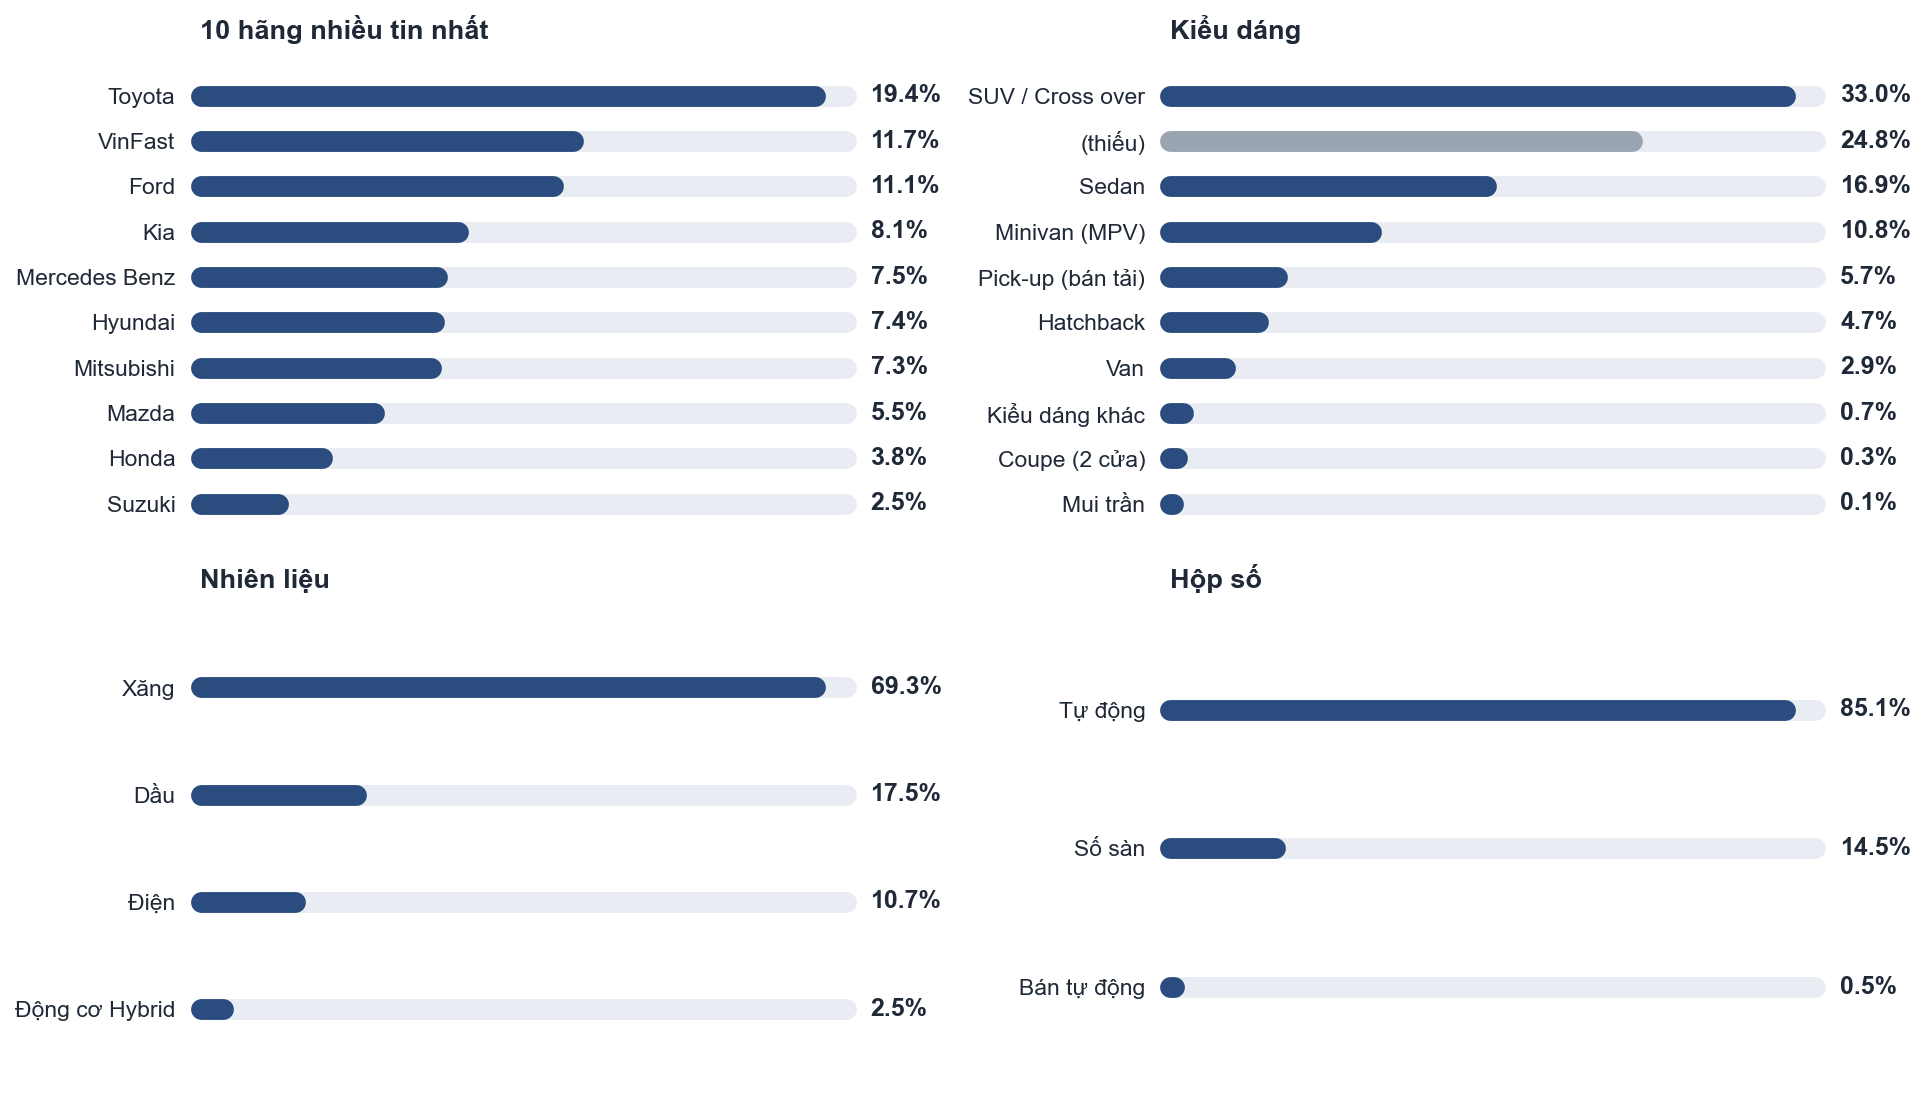 10 hãng nhiều tin nhất
Toyota 19.4%
VinFast 11.7%
Ford 11.1%
Kia 8.1%
Mercedes Benz 7.5%
Hyundai 7.4%
Mitsubishi 7.3%
Mazda 5.5%
Honda 3.8%
Suzuki 2.5%
Kiểu dáng
SUV / Cross over 33.0%
(thiếu) 24.8%
Sedan 16.9%
Minivan (MPV) 10.8%
Pick-up (bán tải) 5.7%
Hatchback 4.7%
Van 2.9%
Kiểu dáng khác 0.7%
Coupe (2 cửa) 0.3%
Mui trần 0.1%
Nhiên liệu
Xăng 69.3%
Dầu 17.5%
Điện 10.7%
Động cơ Hybrid 2.5%
Hộp số
Tự động 85.1%
Số sàn 14.5%
Bán tự động 0.5%